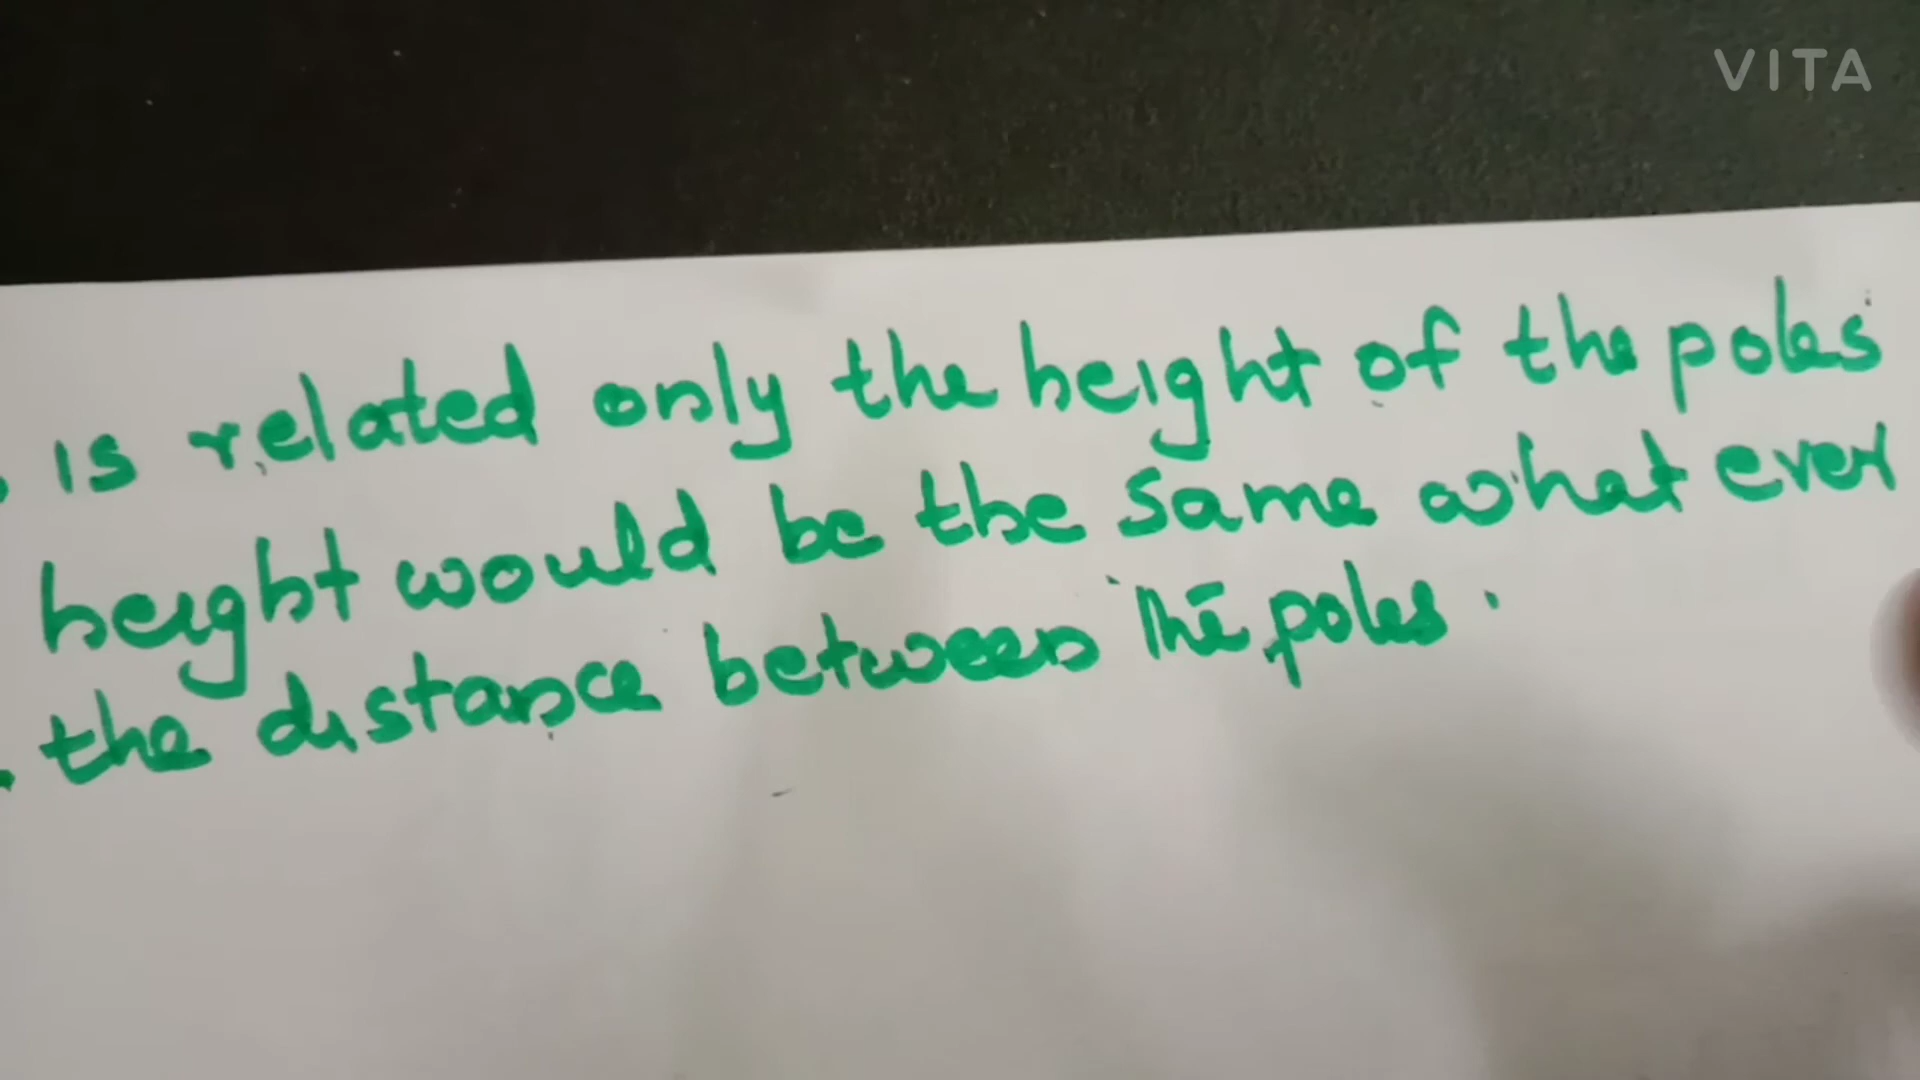 VITA
is related only the height of the poles
height would be the same what ever
the distance between the poles.